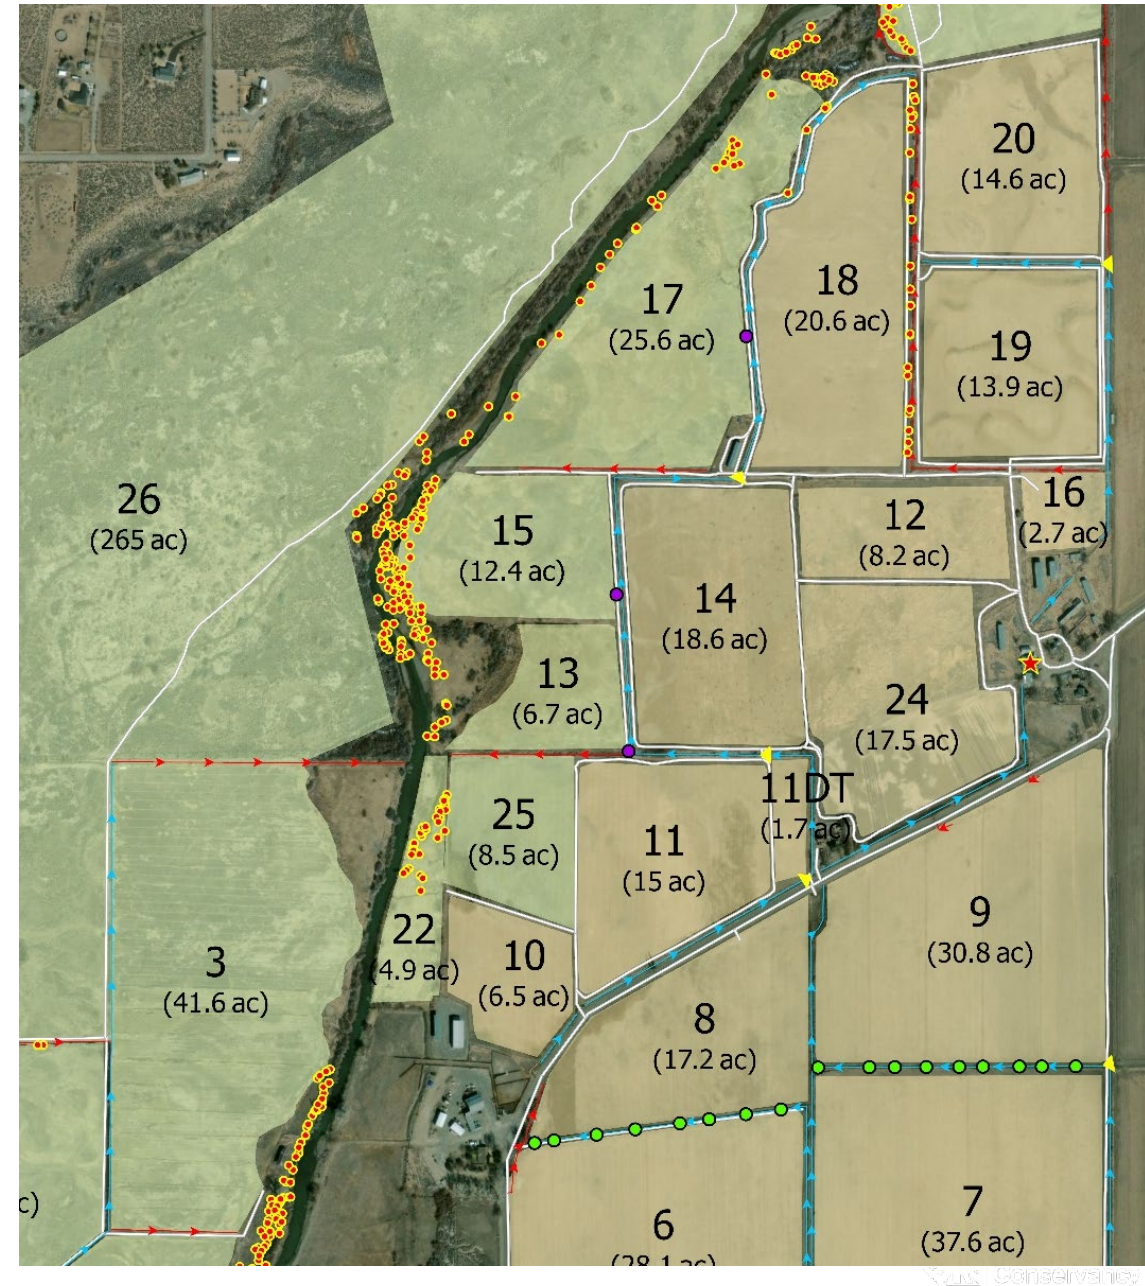 20
(14.6 ac)
17
(25.6 ac)
18
(20.6 ac)
19
(13.9 ac)
26
(265 ac)
15
(12.4 ac)
12
(8.2 ac)
16
(2.7 ac)
14
(18.6 ac)
13
(6.7 ac)
24
(17.5 ac)
11DT
(1.7 ac)
25
(8.5 ac)
11
(15 ac)
22
(4.9 ac)
10
(6.5 ac)
9
(30.8 ac)
3
(41.6 ac)
8
(17.2 ac)
c)
6
(28.1 ac)
7
(37.6 ac)
Conservancy